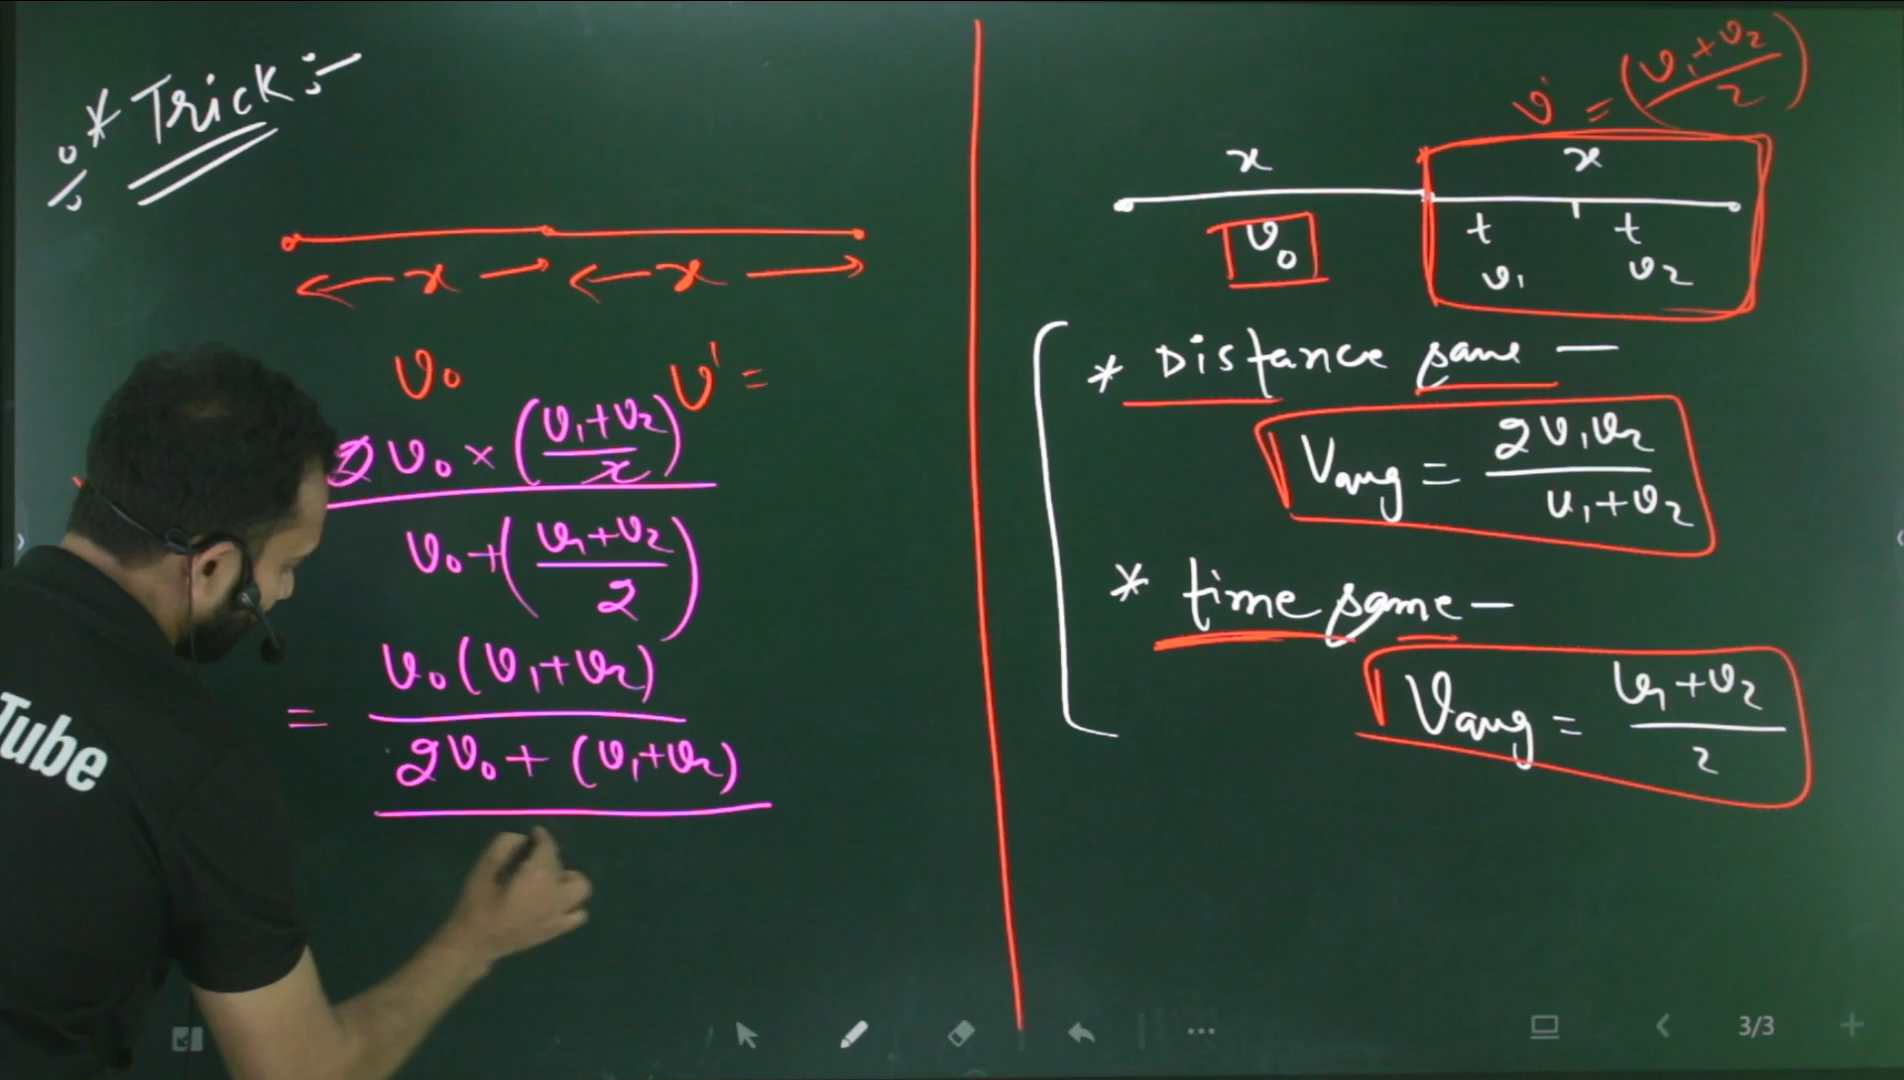 * Trick :-
x x
v₀ v' =
2v₀ × (v₁+v₂/2)
v₀ + (v₁+v₂/2)
= v₀(v₁+v₂)
2v₀ + (v₁+v₂)
v' = (v₁+v₂/2)
x x
v₀ t t
v₁ v₂
* Distance same —
Vavg = 2v₁v₂/v₁+v₂
* time same —
Vavg = v₁+v₂/2
Tube
3/3